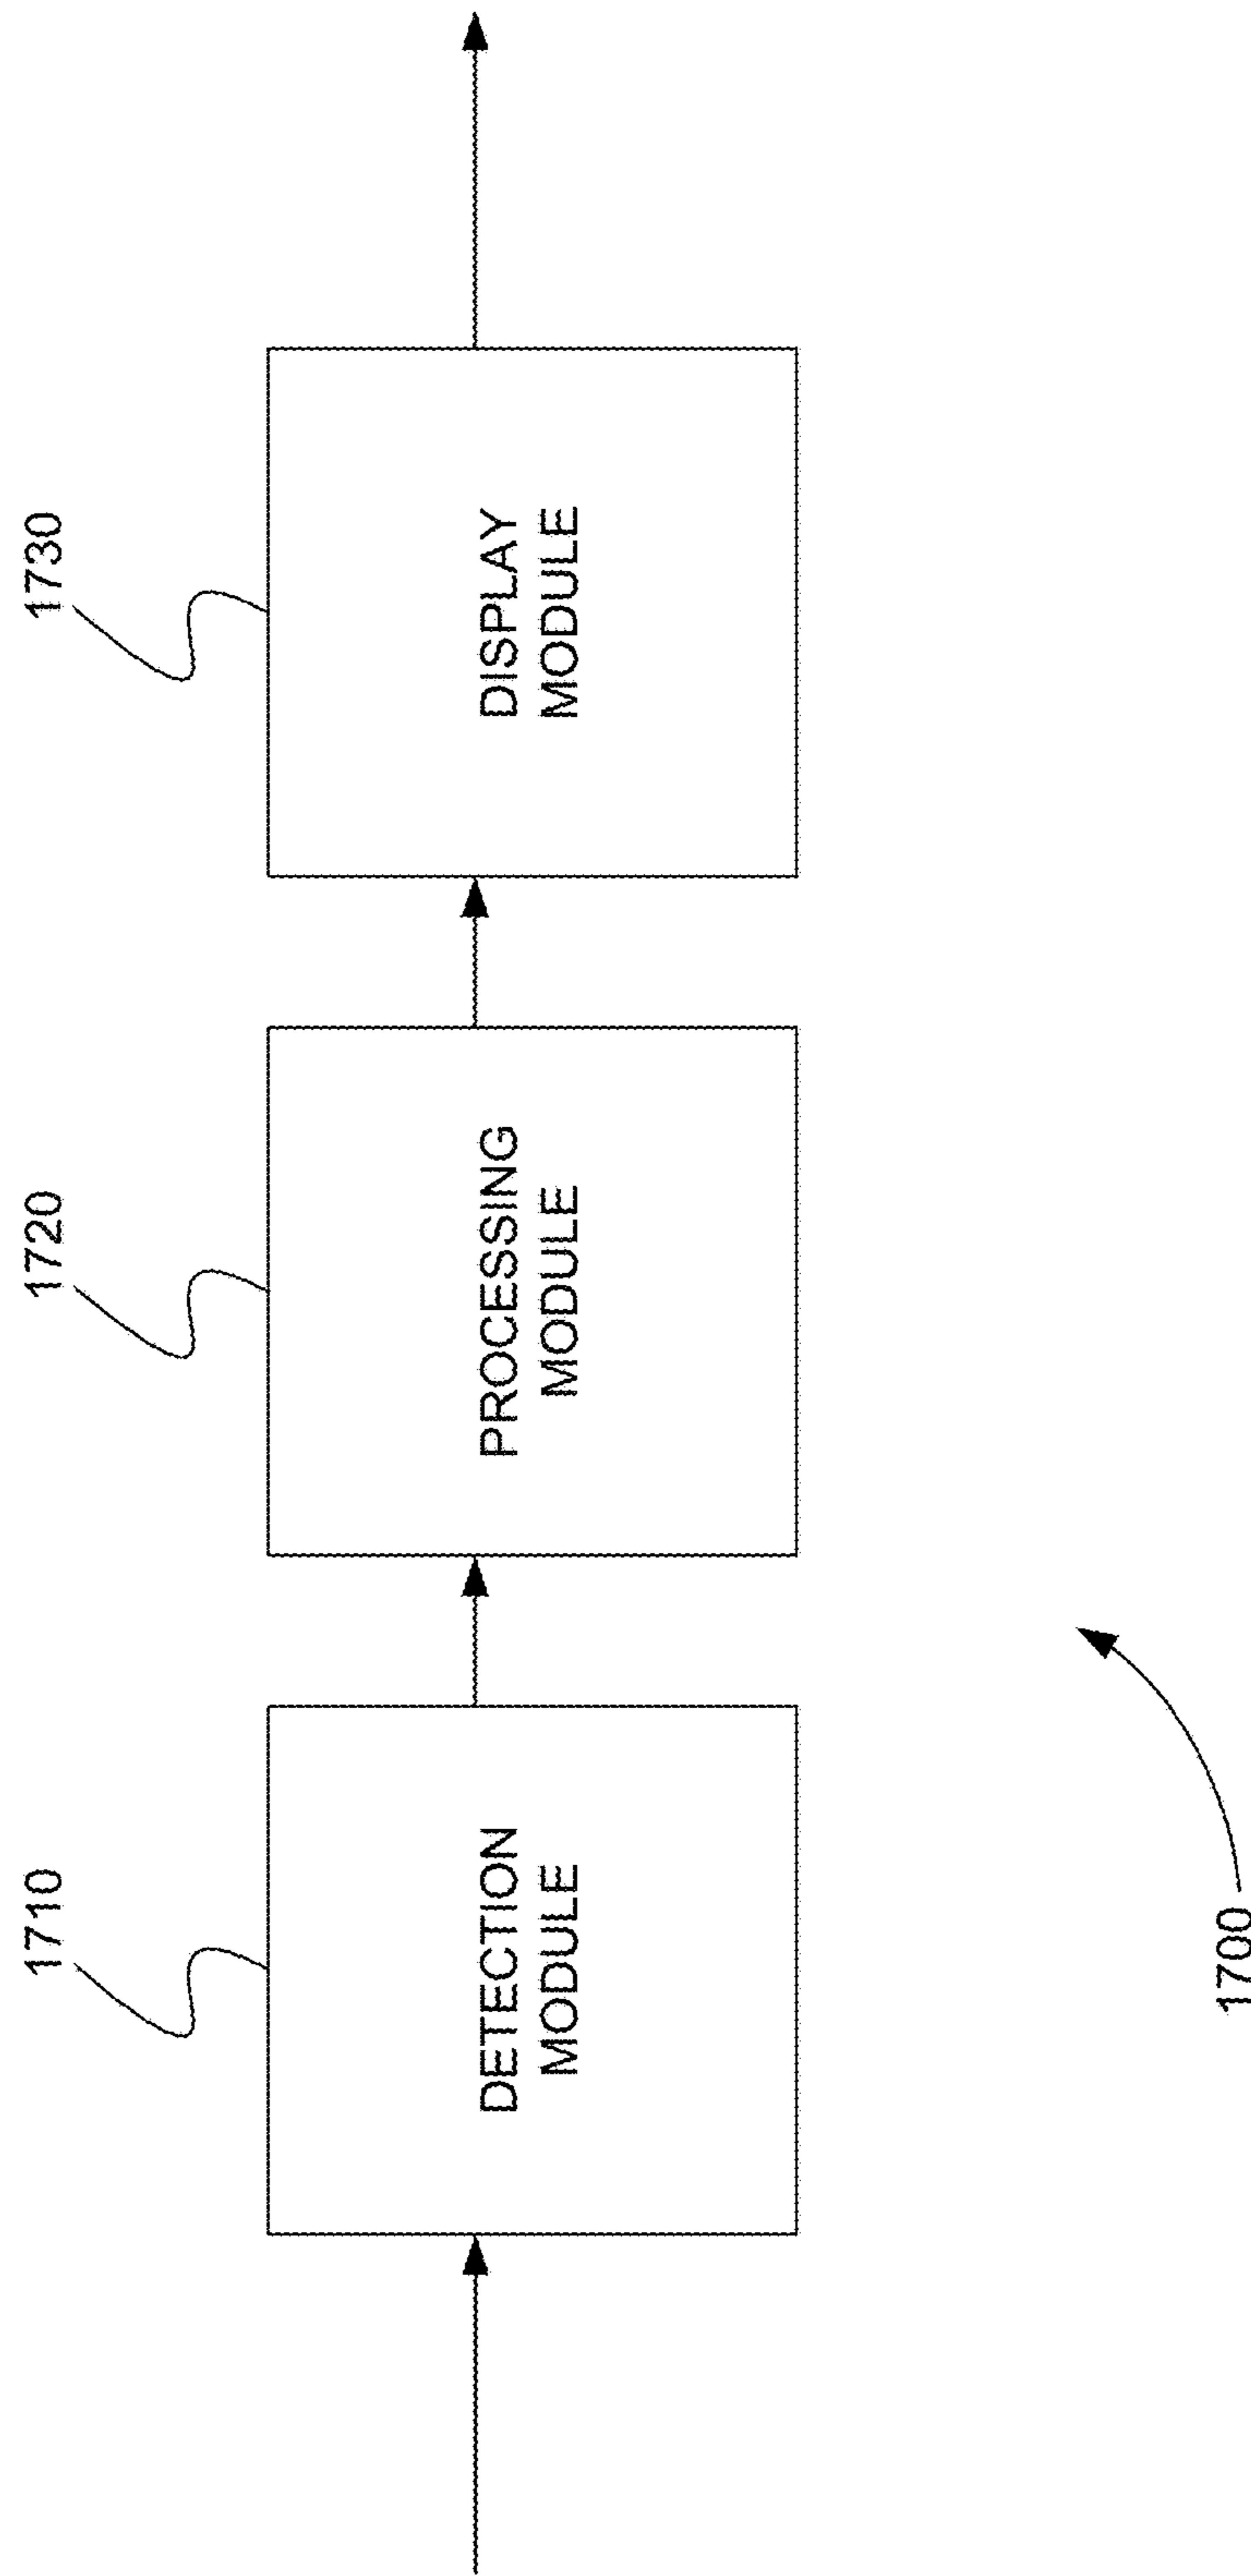 1710
1720
1730
DETECTION
MODULE
PROCESSING
MODULE
DISPLAY
MODULE
1700